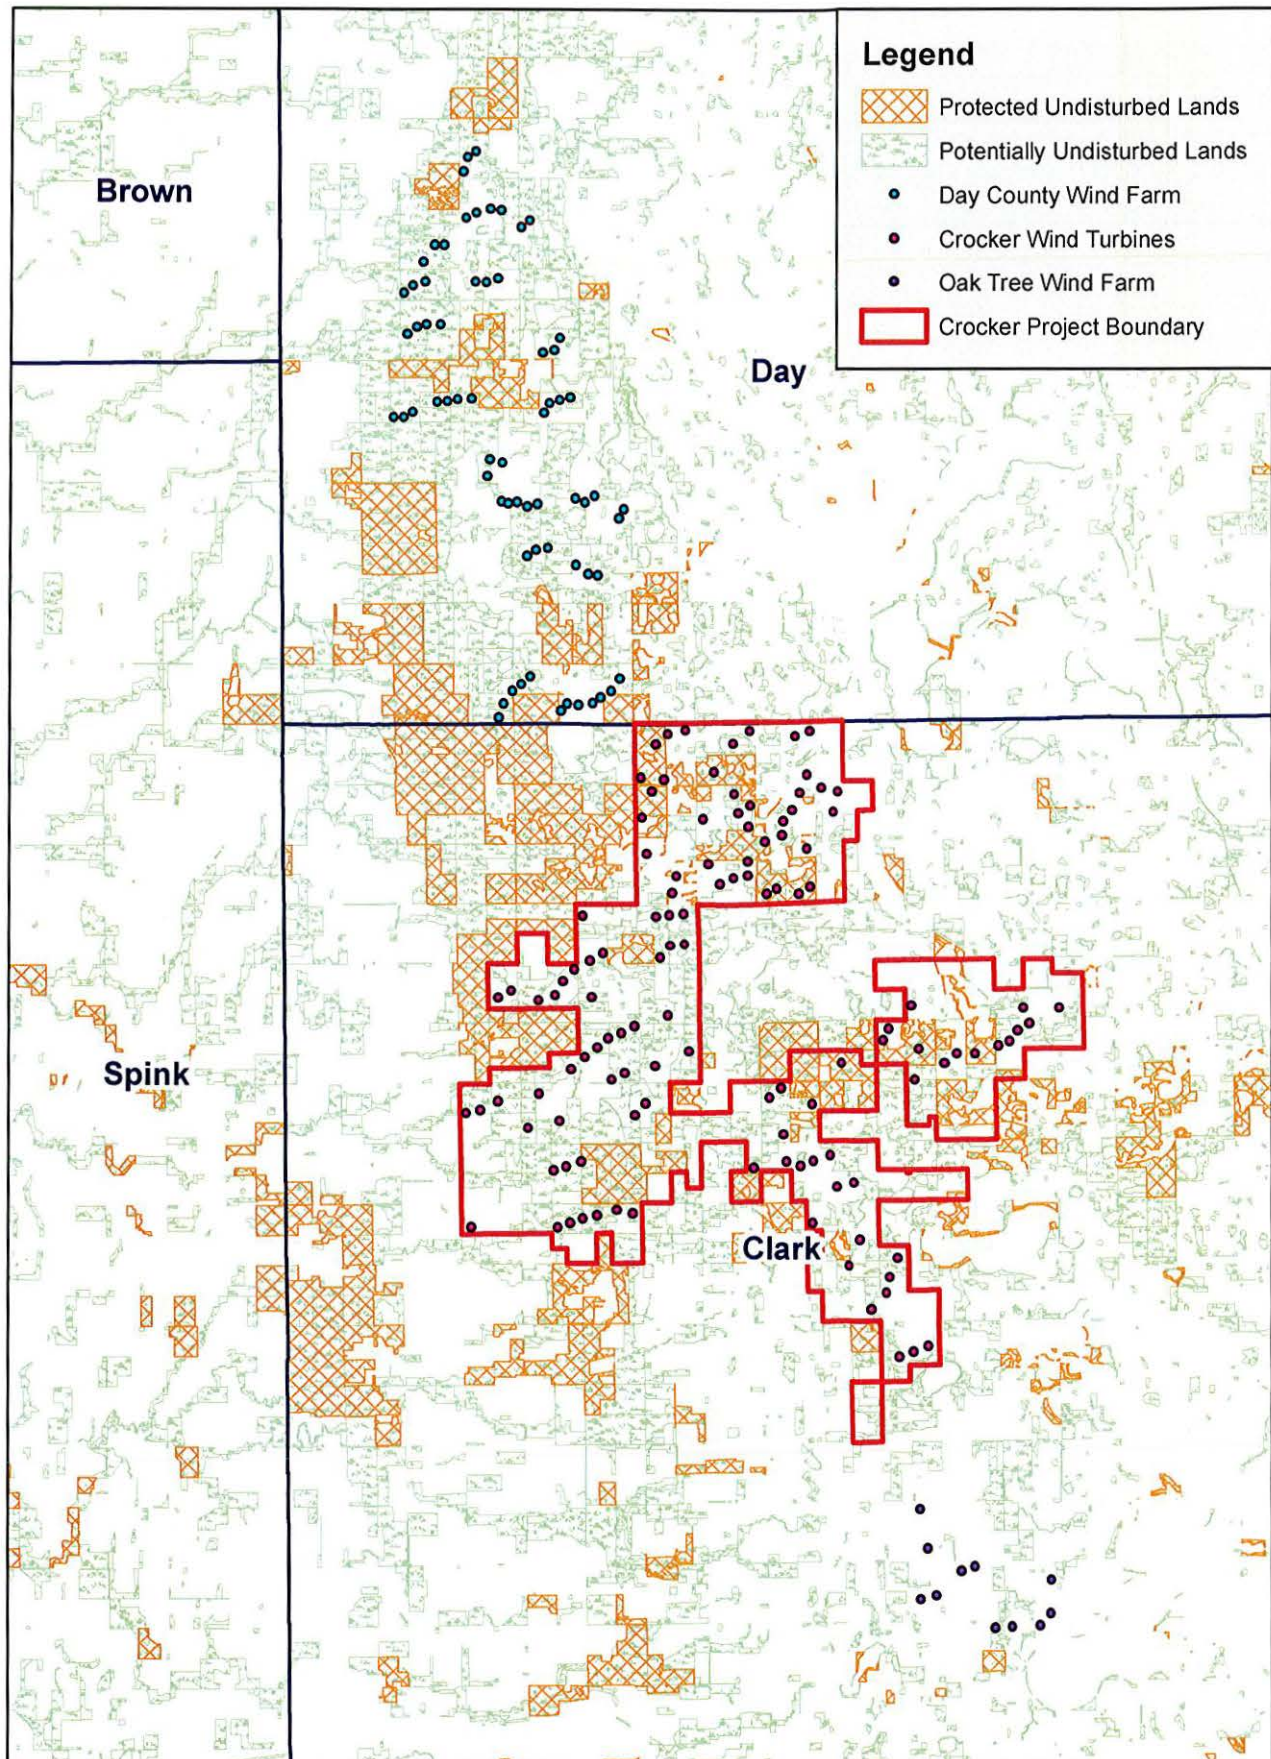 Legend
Protected Undisturbed Lands
Potentially Undisturbed Lands
Day County Wind Farm
Crocker Wind Turbines
Oak Tree Wind Farm
Crocker Project Boundary
Brown
Day
Spink
Clark